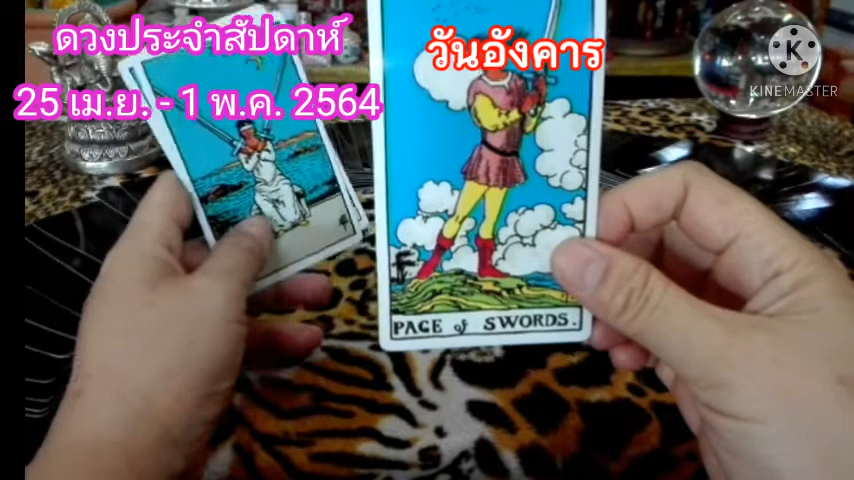 ดวงประจำสัปดาห์
25 เม.ย. - 1 พ.ค. 2564
วันอังคาร
KINEMASTER
PAGE of SWORDS.